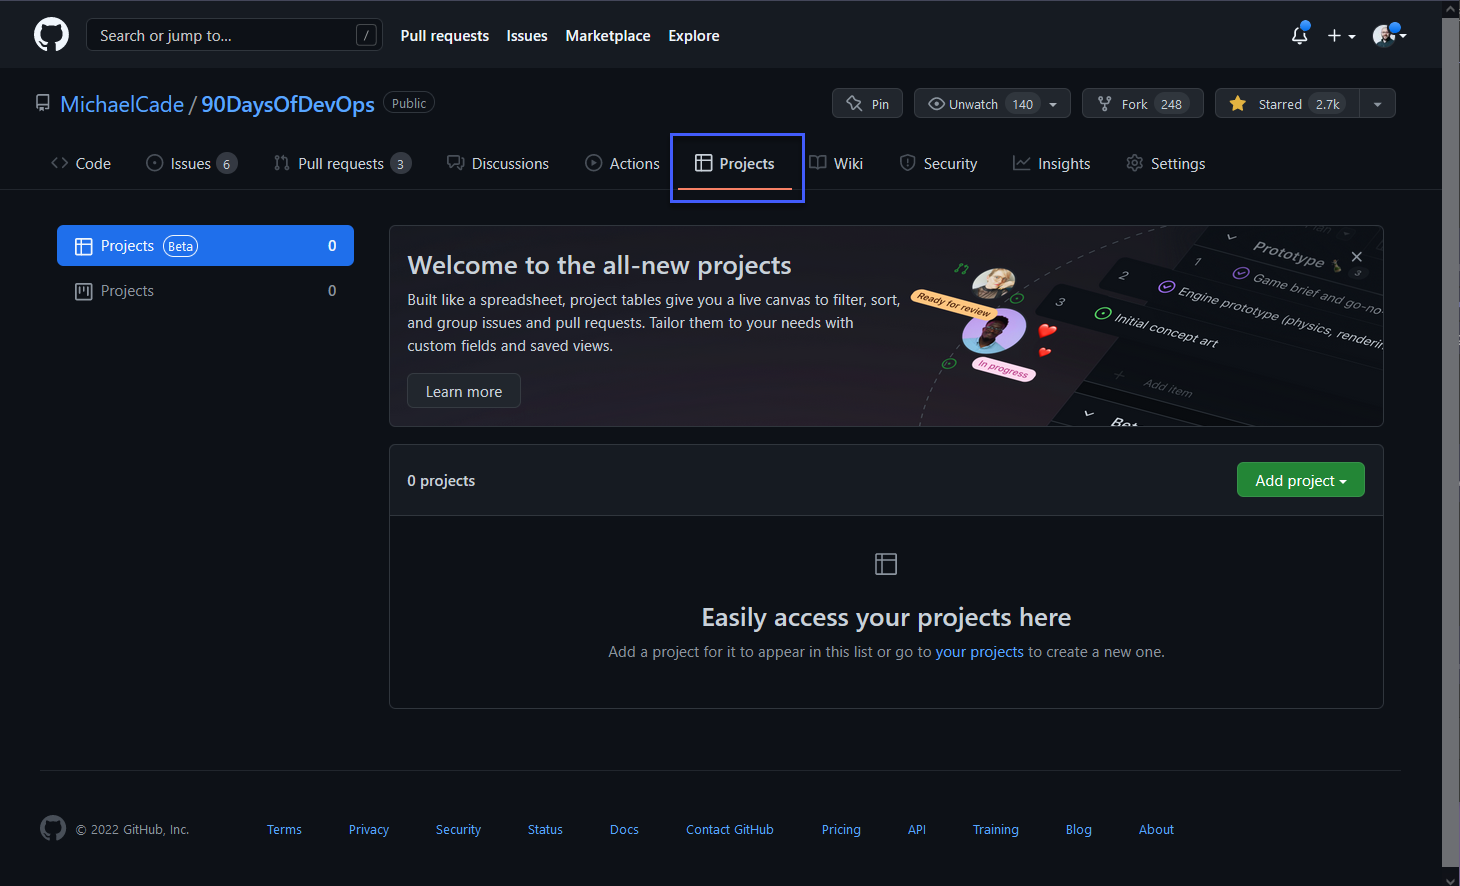 Search or jump to... /
Pull requests Issues Marketplace Explore
MichaelCade / 90DaysOfDevOps Public
Pin
Unwatch 140
Fork 248
Starred 2.7k
Code
Issues 6
Pull requests 3
Discussions
Actions
Projects
Wiki
Security
Insights
Settings
Projects Beta 0
Projects 0
Welcome to the all-new projects
Built like a spreadsheet, project tables give you a live canvas to filter, sort,
and group issues and pull requests. Tailor them to your needs with
custom fields and saved views.
Learn more
Ready for review
In progress
Prototype 3
1 Game brief and go-no-
2 Engine prototype (physics, renderin
3 Initial concept art
Add item
Bet
0 projects
Add project
Easily access your projects here
Add a project for it to appear in this list or go to your projects to create a new one.
© 2022 GitHub, Inc. Terms Privacy Security Status Docs Contact GitHub Pricing API Training Blog About